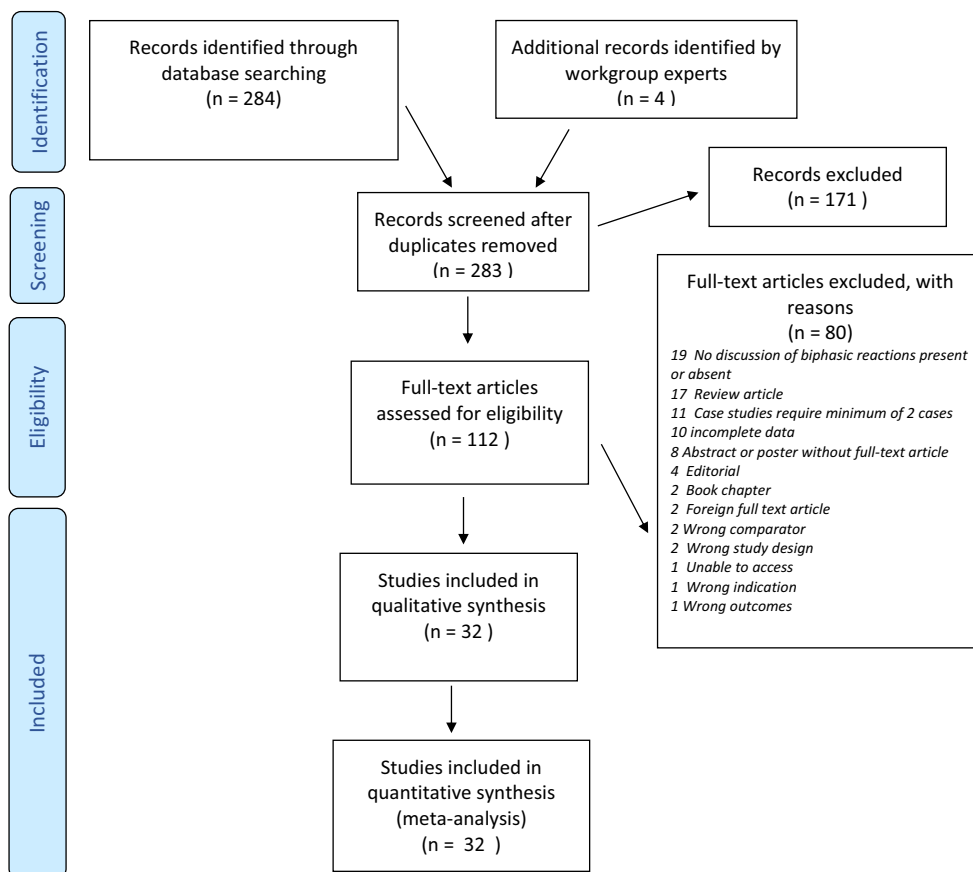 Identification
Records identified through
database searching
(n = 284)
Additional records identified by
workgroup experts
(n = 4 )
Screening
Records screened after
duplicates removed
(n = 283 )
Records excluded
(n = 171 )
Eligibility
Full-text articles
assessed for eligibility
(n = 112 )
Full-text articles excluded, with
reasons
(n = 80)
19 No discussion of biphasic reactions present
or absent
17 Review article
11 Case studies require minimum of 2 cases
10 incomplete data
8 Abstract or poster without full-text article
4 Editorial
2 Book chapter
2 Foreign full text article
2 Wrong comparator
2 Wrong study design
1 Unable to access
1 Wrong indication
1 Wrong outcomes
Included
Studies included in
qualitative synthesis
(n = 32 )
Studies included in
quantitative synthesis
(meta-analysis)
(n = 32 )